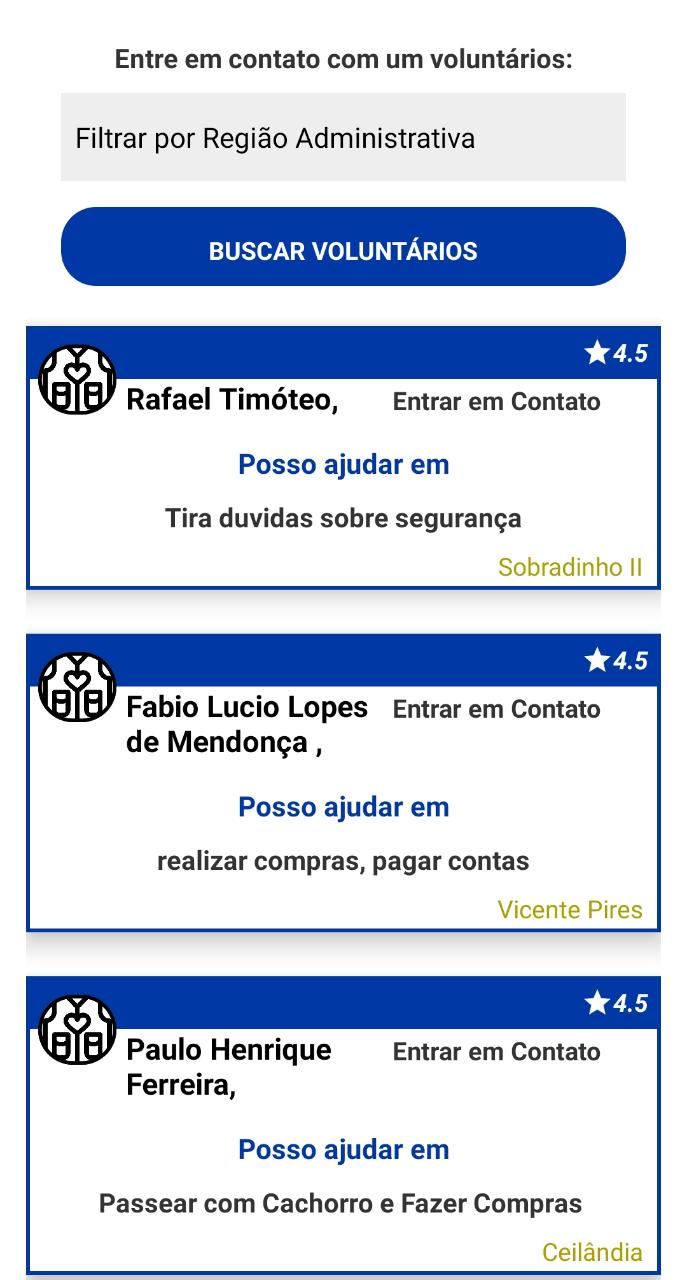 Entre em contato com um voluntários:
Filtrar por Região Administrativa
BUSCAR VOLUNTÁRIOS
4.5
Rafael Timóteo,
Entrar em Contato
Posso ajudar em
Tira duvidas sobre segurança
Sobradinho II
4.5
Fabio Lucio Lopes
de Mendonça ,
Entrar em Contato
Posso ajudar em
realizar compras, pagar contas
Vicente Pires
4.5
Paulo Henrique
Ferreira,
Entrar em Contato
Posso ajudar em
Passear com Cachorro e Fazer Compras
Ceilândia